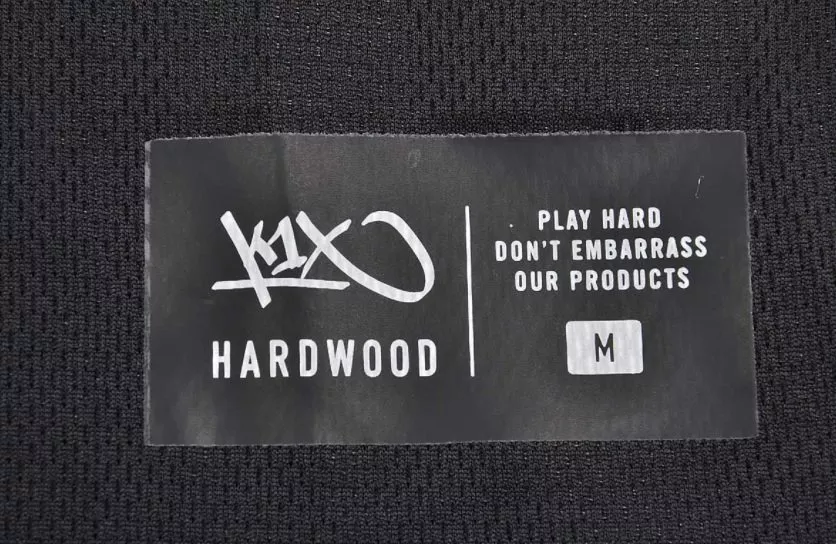 K1X
HARDWOOD
PLAY HARD
DON'T EMBARRASS
OUR PRODUCTS
M